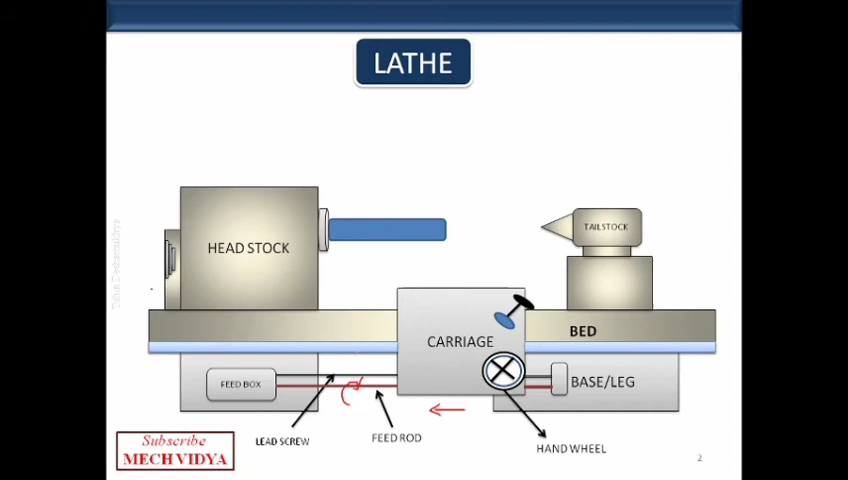 LATHE
HEAD STOCK
TAILSTOCK
CARRIAGE
BED
FEED BOX
BASE/LEG
LEAD SCREW
FEED ROD
HAND WHEEL
Subscribe
MECH VIDYA
2